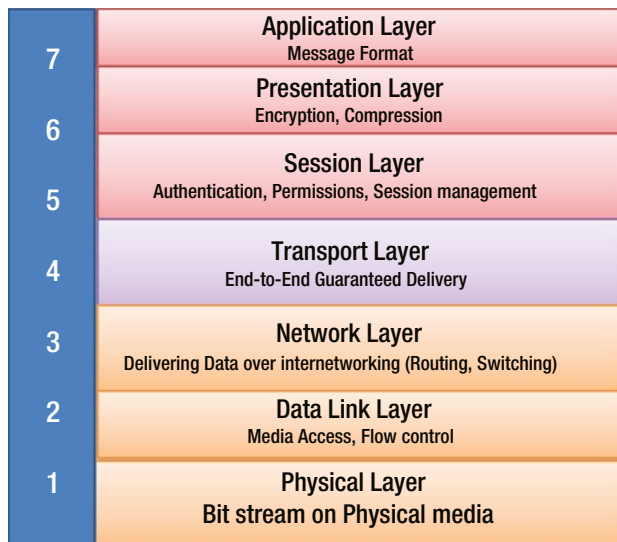 7
Application Layer
Message Format
6
Presentation Layer
Encryption, Compression
5
Session Layer
Authentication, Permissions, Session management
4
Transport Layer
End-to-End Guaranteed Delivery
3
Network Layer
Delivering Data over internetworking (Routing, Switching)
2
Data Link Layer
Media Access, Flow control
1
Physical Layer
Bit stream on Physical media